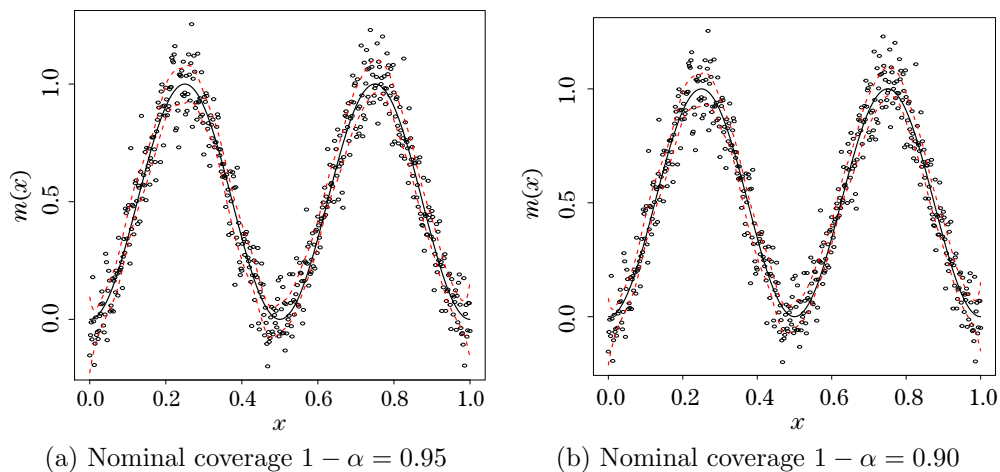 m(x)
1.0
0.5
0.0
0.0 0.2 0.4 0.6 0.8 1.0
x
(a) Nominal coverage 1 − α = 0.95
m(x)
1.0
0.5
0.0
0.0 0.2 0.4 0.6 0.8 1.0
x
(b) Nominal coverage 1 − α = 0.90